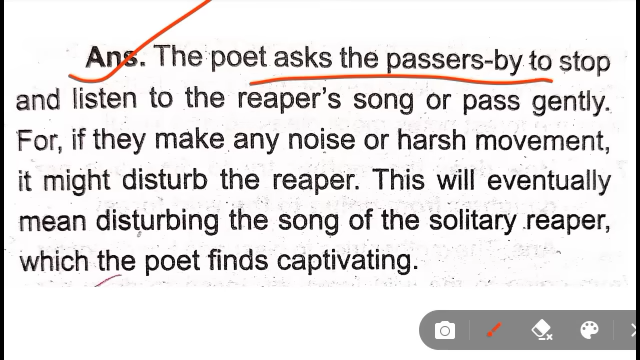 Ans. The poet asks the passers-by to stop
and listen to the reaper's song or pass gently.
For, if they make any noise or harsh movement,
it might disturb the reaper. This will eventually
mean disturbing the song of the solitary reaper,
which the poet finds captivating.